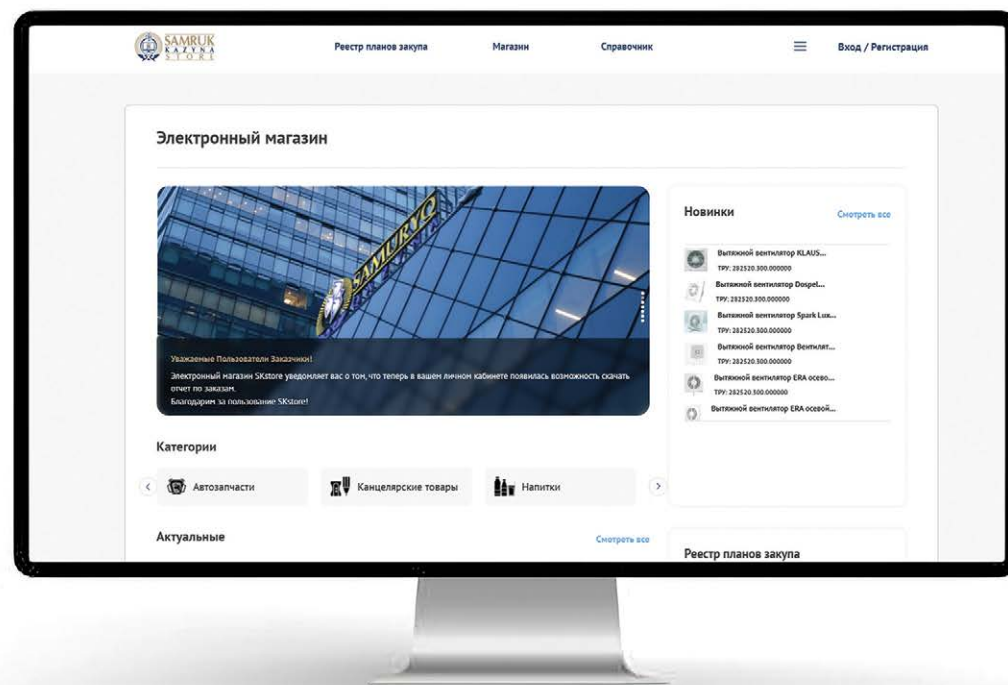 SAMRUK
KAZYNA
STORE
Реестр планов закупа
Магазин
Справочник
Вход / Регистрация
Электронный магазин
SAMURYQ
Уважаемые Пользователи Заказчики!
Электронный магазин SKstore уведомляет вас о том, что теперь в вашем личном кабинете появилась возможность скачать
отчет по заказам.
Благодарим за пользование SKstore!
Новинки
Смотреть все
Вытяжной вентилятор KLAUS...
ТРУ: 282520.300.000000
Вытяжной вентилятор Dospel...
ТРУ: 282520.300.000000
Вытяжной вентилятор Spark Lux...
ТРУ: 282520.300.000000
Вытяжной вентилятор Вентилят...
ТРУ: 282520.300.000000
Вытяжной вентилятор ERA осево...
ТРУ: 282520.300.000000
Вытяжной вентилятор ERA осевой...
Категории
Автозапчасти
Канцелярские товары
Напитки
Актуальные
Смотреть все
Реестр планов закупа